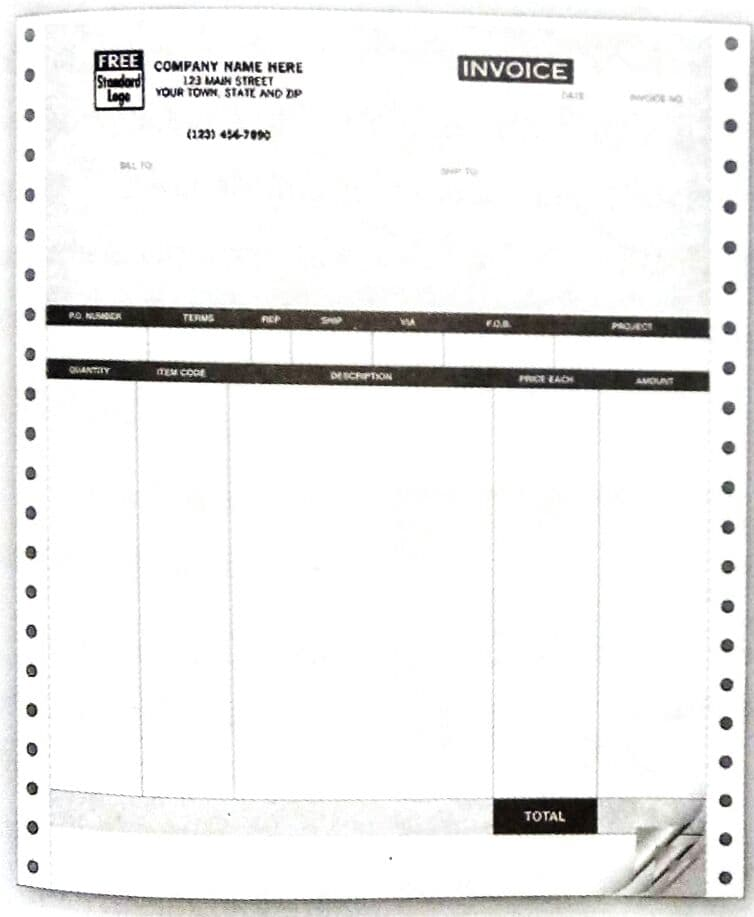 FREE
Standard
Logo
COMPANY NAME HERE
123 MAIN STREET
YOUR TOWN, STATE AND ZIP
(123) 456-7890
INVOICE
DATE INVOICE NO.
BILL TO: SHIP TO:
P.O. NUMBER TERMS REP SHIP VIA F.O.B. PROJECT
QUANTITY ITEM CODE DESCRIPTION PRICE EACH AMOUNT
TOTAL